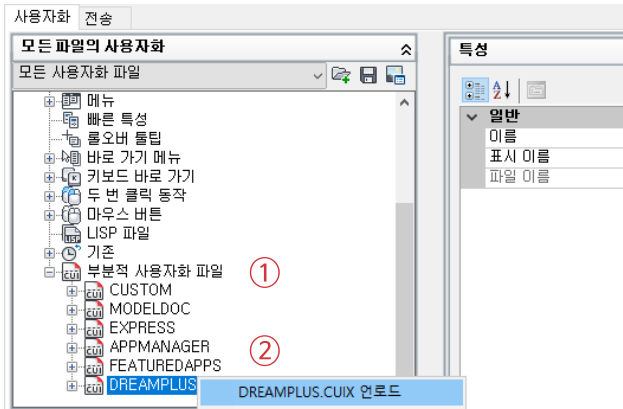 사용자화 전송
모든 파일의 사용자화
모든 사용자화 파일
메뉴
빠른 특성
롤오버 툴팁
바로 가기 메뉴
키보드 바로 가기
두 번 클릭 동작
마우스 버튼
LISP 파일
기존
부분적 사용자화 파일 ①
CUSTOM
MODELDOC
EXPRESS
APPMANAGER ②
FEATUREDAPPS
DREAMPLUS
DREAMPLUS.CUIX 언로드
특성
일반
이름
표시 이름
파일 이름